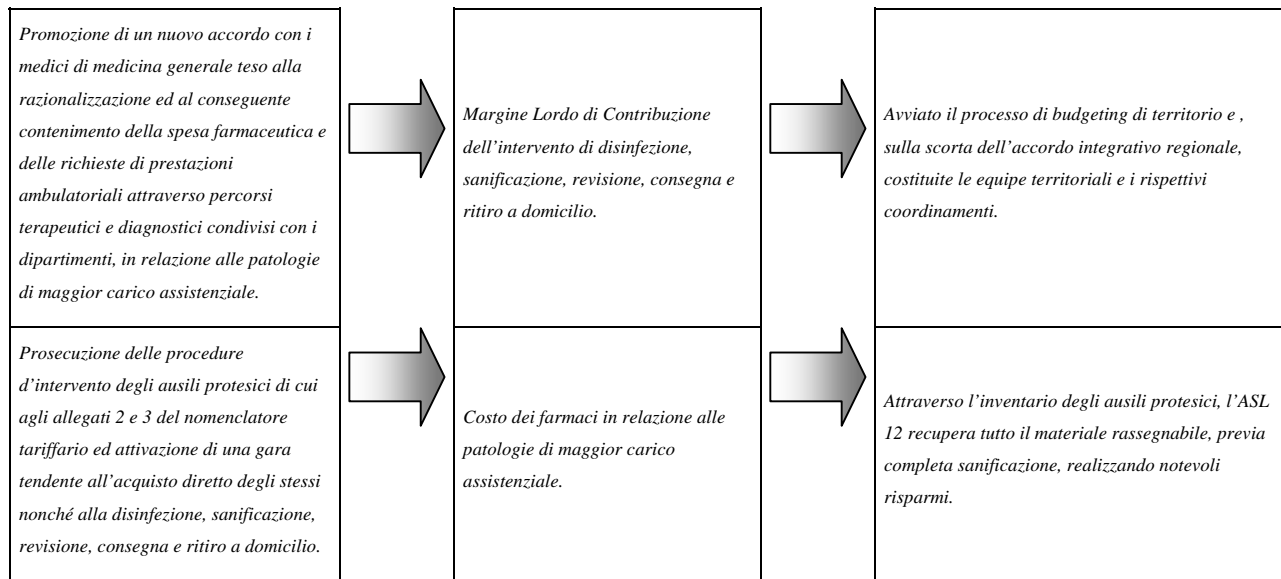 Promozione di un nuovo accordo con i
medici di medicina generale teso alla
razionalizzazione ed al conseguente
contenimento della spesa farmaceutica e
delle richieste di prestazioni
ambulatoriali attraverso percorsi
terapeutici e diagnostici condivisi con i
dipartimenti, in relazione alle patologie
di maggior carico assistenziale.
Margine Lordo di Contribuzione
dell'intervento di disinfezione,
sanificazione, revisione, consegna e
ritiro a domicilio.
Avviato il processo di budgeting di territorio e ,
sulla scorta dell'accordo integrativo regionale,
costituite le equipe territoriali e i rispettivi
coordinamenti.
Prosecuzione delle procedure
d'intervento degli ausili protesici di cui
agli allegati 2 e 3 del nomenclatore
tariffario ed attivazione di una gara
tendente all'acquisto diretto degli stessi
nonché alla disinfezione, sanificazione,
revisione, consegna e ritiro a domicilio.
Costo dei farmaci in relazione alle
patologie di maggior carico
assistenziale.
Attraverso l'inventario degli ausili protesici, l'ASL
12 recupera tutto il materiale rassegnabile, previa
completa sanificazione, realizzando notevoli
risparmi.